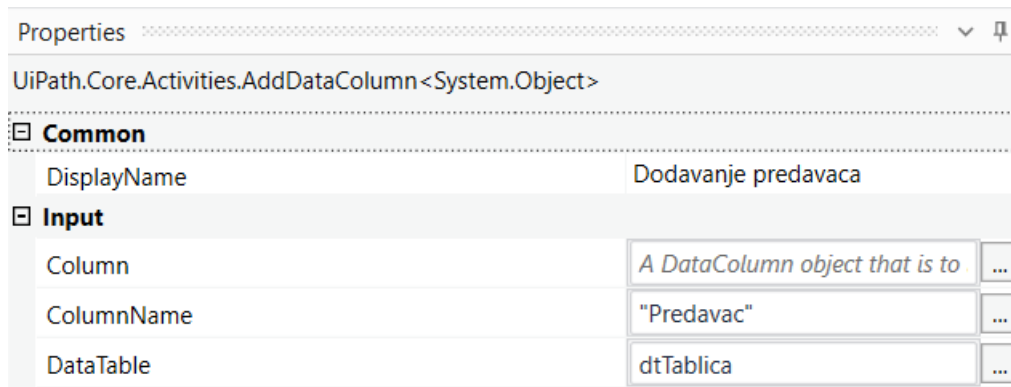 Properties
UiPath.Core.Activities.AddDataColumn<System.Object>
Common
DisplayName Dodavanje predavaca
Input
Column A DataColumn object that is to ...
ColumnName "Predavac" ...
DataTable dtTablica ...